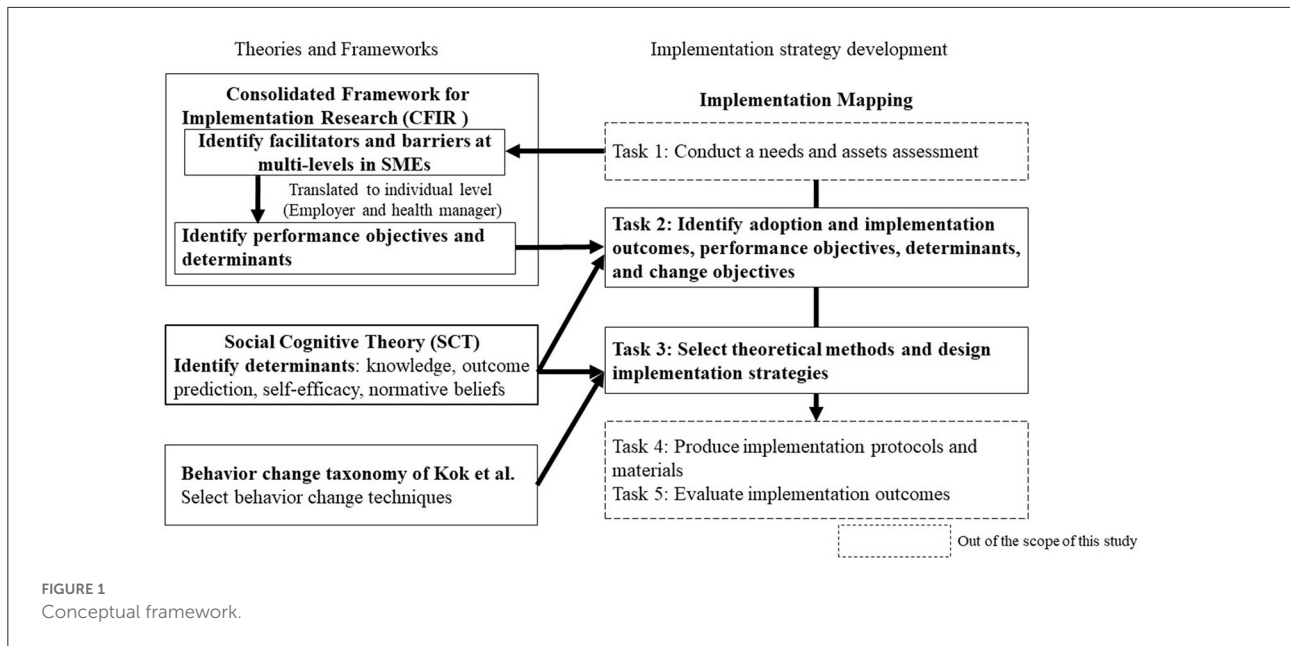 Theories and Frameworks
Implementation strategy development
Consolidated Framework for
Implementation Research (CFIR )
Identify facilitators and barriers at
multi-levels in SMEs
Translated to individual level
(Employer and health manager)
Identify performance objectives and
determinants
Social Cognitive Theory (SCT)
Identify determinants: knowledge, outcome
prediction, self-efficacy, normative beliefs
Behavior change taxonomy of Kok et al.
Select behavior change techniques
Implementation Mapping
Task 1: Conduct a needs and assets assessment
Task 2: Identify adoption and implementation
outcomes, performance objectives, determinants,
and change objectives
Task 3: Select theoretical methods and design
implementation strategies
Task 4: Produce implementation protocols and
materials
Task 5: Evaluate implementation outcomes
Out of the scope of this study
FIGURE 1
Conceptual framework.